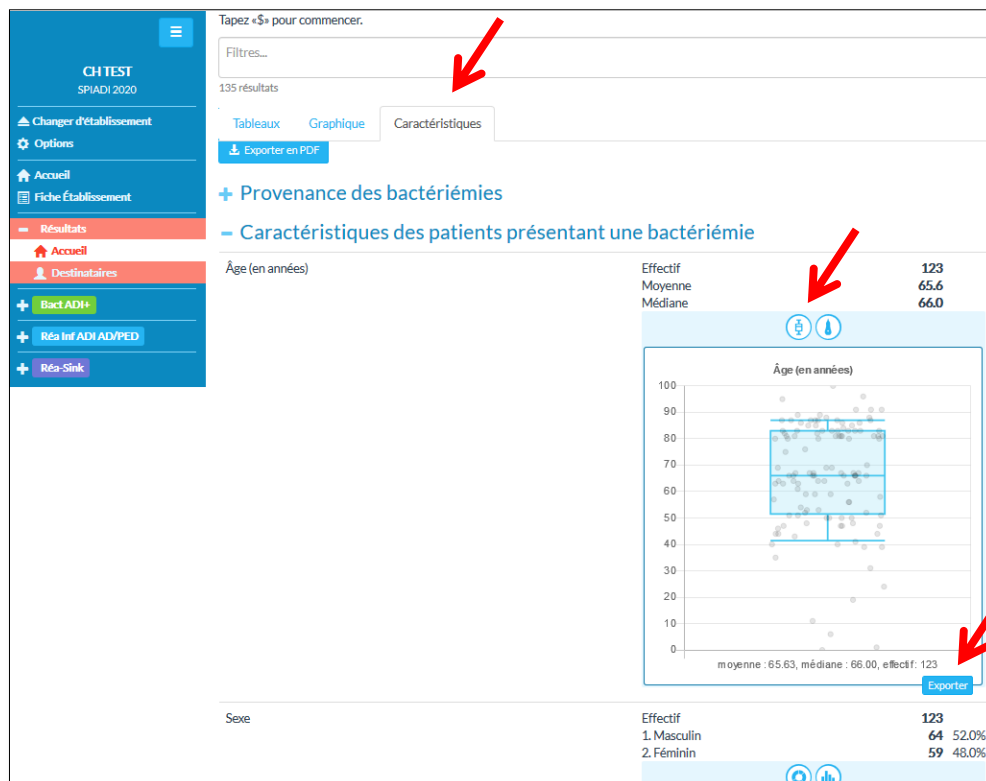 CH TEST
SPIADI 2020
Changer d'établissement
Options
Accueil
Fiche Établissement
Résultats
Accueil
Destinataires
Bact ADI+
Réa Inf ADI AD/PED
Réa-Sink
Tapez «$» pour commencer.
Filtres...
135 résultats
Tableaux Graphique Caractéristiques
Exporter en PDF
+ Provenance des bactériémies
– Caractéristiques des patients présentant une bactériémie
Âge (en années)
Effectif 123
Moyenne 65.6
Médiane 66.0
Âge (en années)
100
90
80
70
60
50
40
30
20
10
0
moyenne : 65.63, médiane : 66.00, effectif: 123
Exporter
Sexe
Effectif 123
1. Masculin 64 52.0%
2. Féminin 59 48.0%